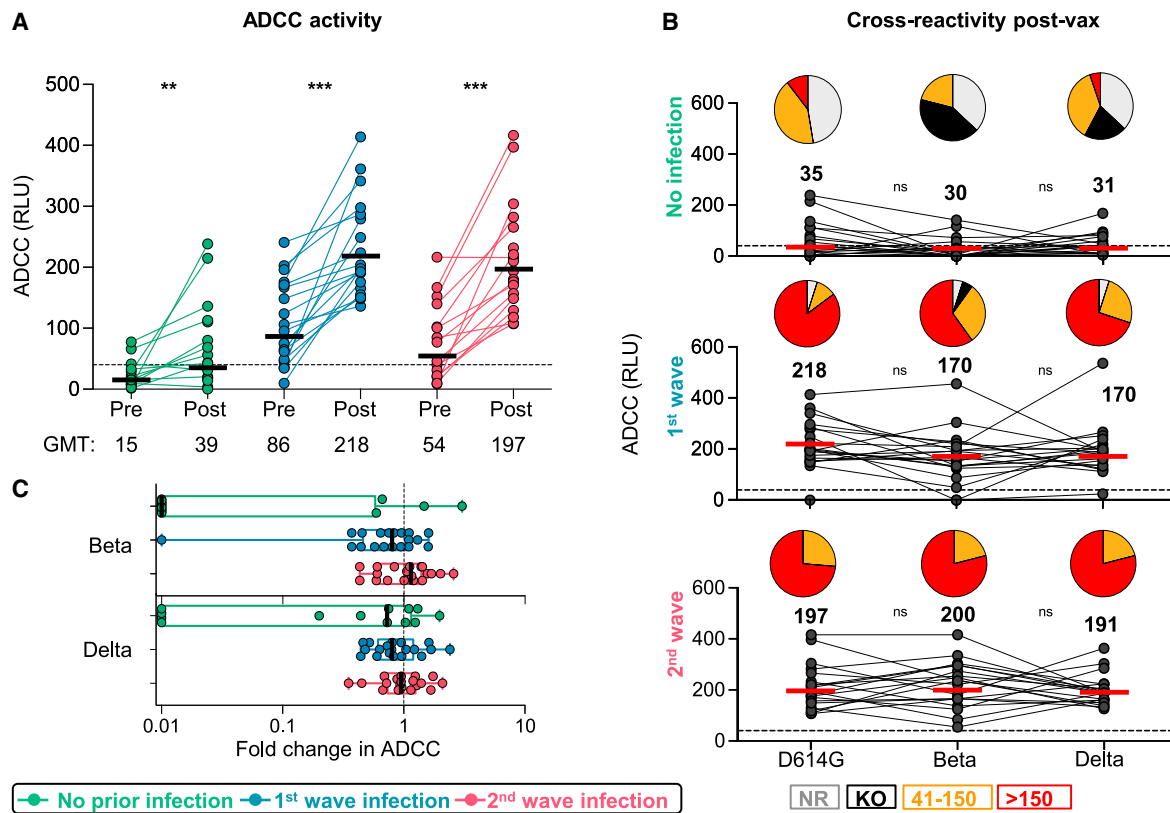 A
ADCC activity
ADCC (RLU)
500
400
300
200
100
0
**
***
***
Pre Post Pre Post Pre Post
GMT: 15 39 86 218 54 197
B
Cross-reactivity post-vax
ADCC (RLU)
No infection
600
400
200
0
35 ns 30 ns 31
1st wave
600
400
200
0
218 ns 170 ns 170
2nd wave
600
400
200
0
197 ns 200 ns 191
D614G Beta Delta
NR KO 41-150 >150
C
Beta
Delta
0.01 0.1 1 10
Fold change in ADCC
No prior infection 1st wave infection 2nd wave infection